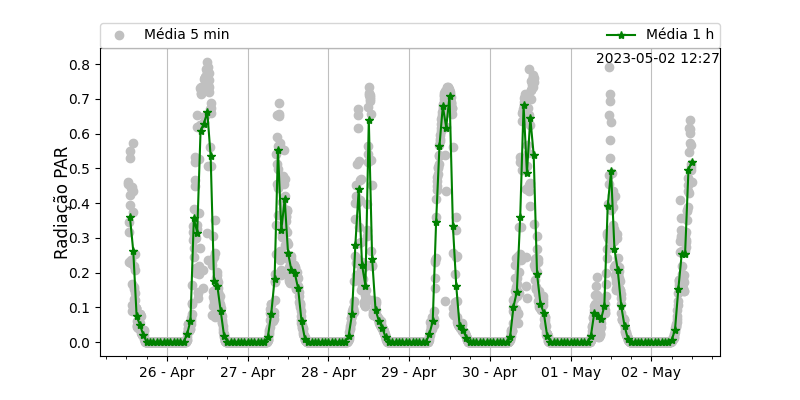 Média 5 min
Média 1 h
2023-05-02 12:27
Radiação PAR
0.8
0.7
0.6
0.5
0.4
0.3
0.2
0.1
0.0
26 - Apr
27 - Apr
28 - Apr
29 - Apr
30 - Apr
01 - May
02 - May